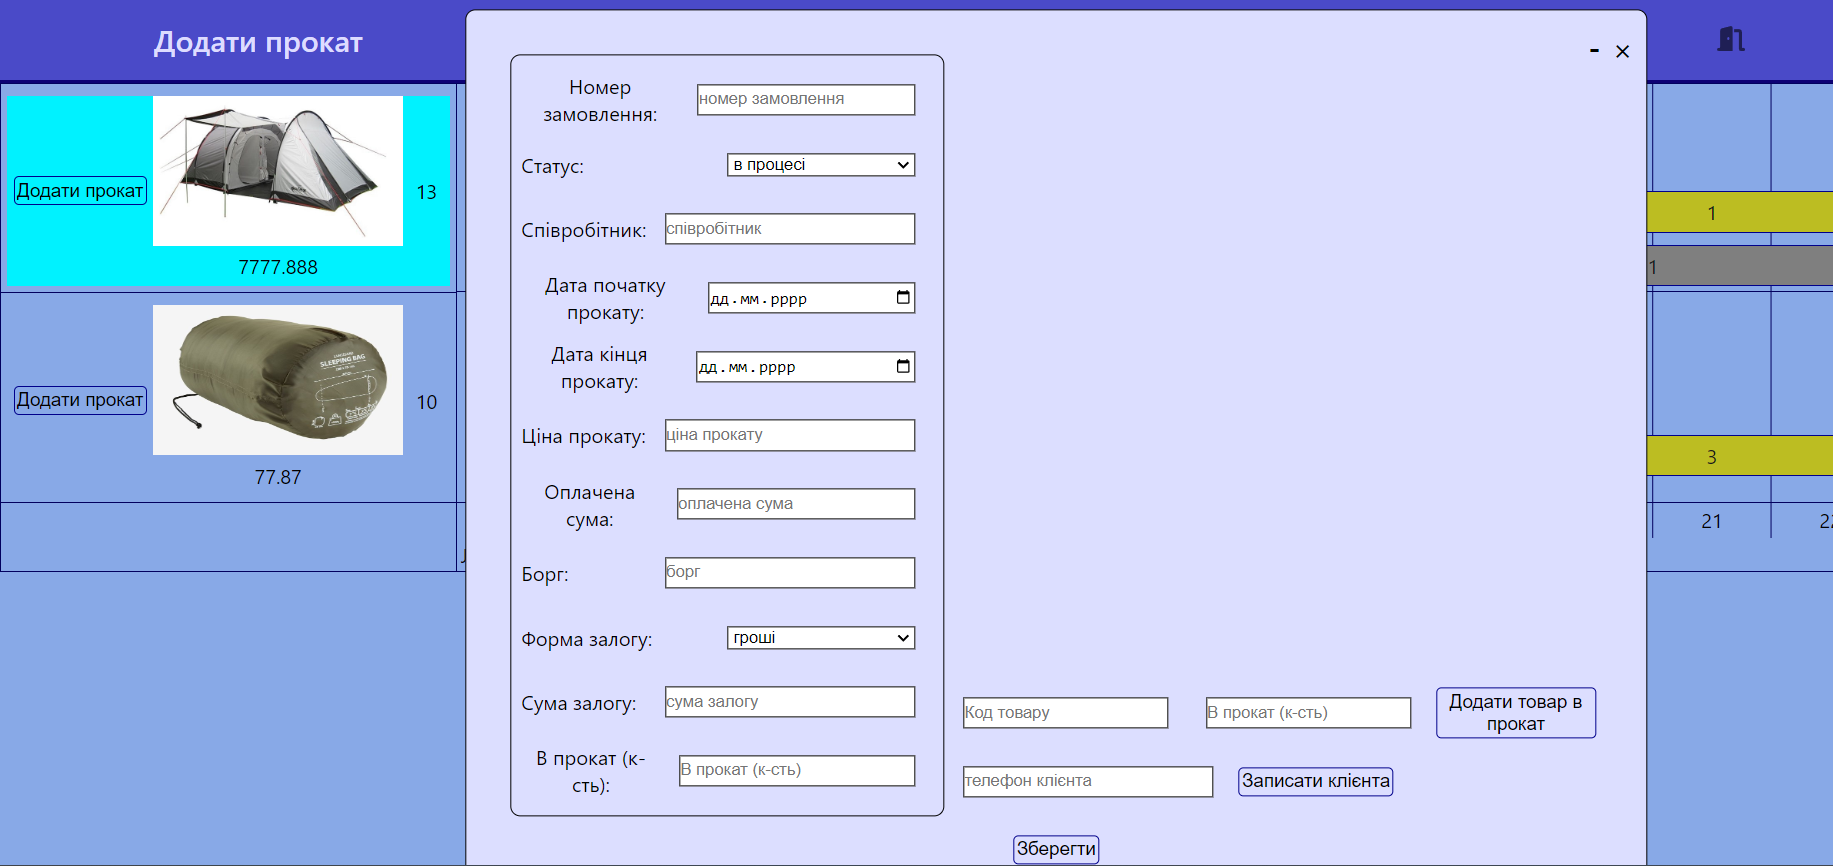 Додати прокат
- ×
Номер
замовлення:
номер замовлення
Статус:
в процесі
Співробітник:
співробітник
Дата початку
прокату:
дд.мм.рррр
Дата кінця
прокату:
дд.мм.рррр
Ціна прокату:
ціна прокату
Оплачена
сума:
оплачена сума
Борг:
борг
Форма залогу:
гроші
Сума залогу:
сума залогу
В прокат (к-
сть):
В прокат (к-сть)
Код товару
В прокат (к-сть)
Додати товар в
прокат
телефон клієнта
Записати клієнта
Зберегти
Додати прокат
13
7777.888
SLEEPING BAG
Додати прокат
10
77.87
1
1
3
21